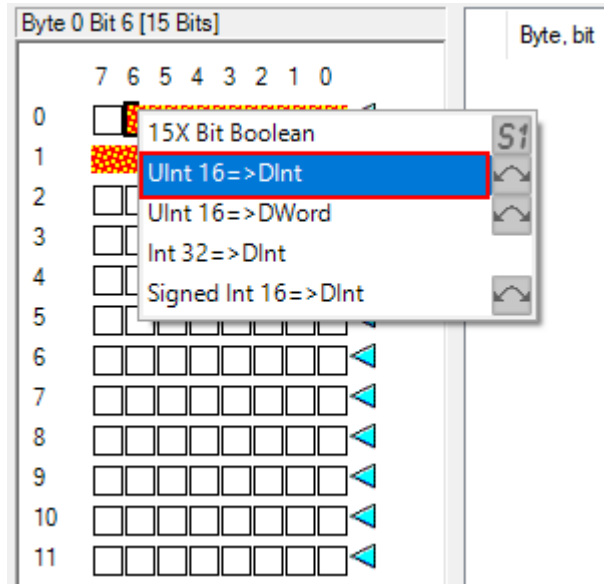 Byte 0 Bit 6 [15 Bits]
Byte, bit
7 6 5 4 3 2 1 0
0
15X Bit Boolean S1
1
UInt 16=>DInt
2
UInt 16=>DWord
3
Int 32=>DInt
4
Signed Int 16=>DInt
5
6
7
8
9
10
11